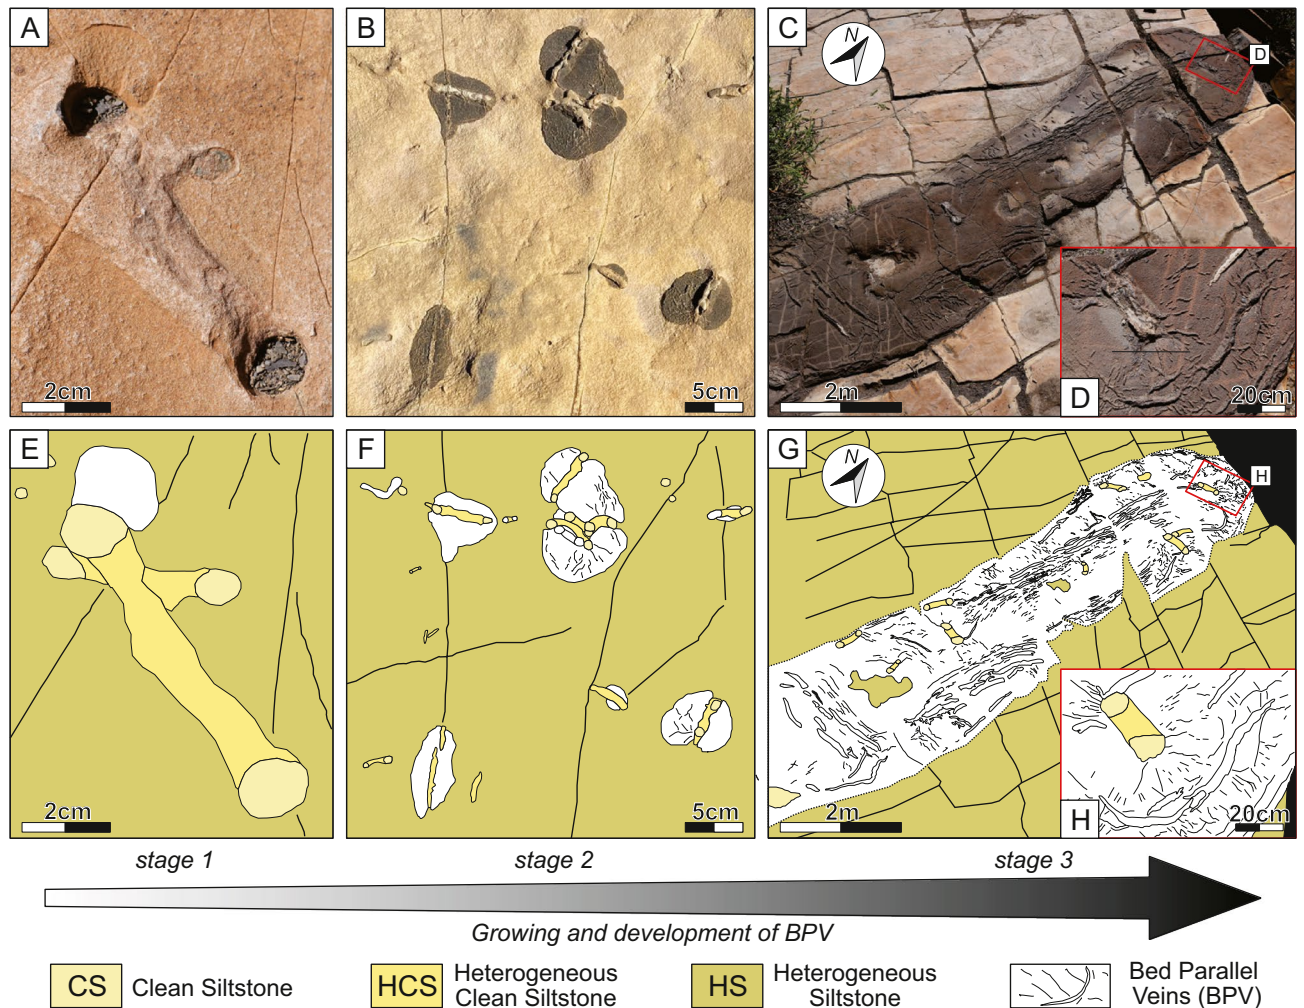 A
B
C
N
D
2cm
5cm
2m
D
20cm
E
F
G
N
H
2cm
5cm
2m
H
20cm
stage 1
stage 2
stage 3
Growing and development of BPV
CS
Clean Siltstone
HCS
Heterogeneous
Clean Siltstone
HS
Heterogeneous
Siltstone
Bed Parallel
Veins (BPV)